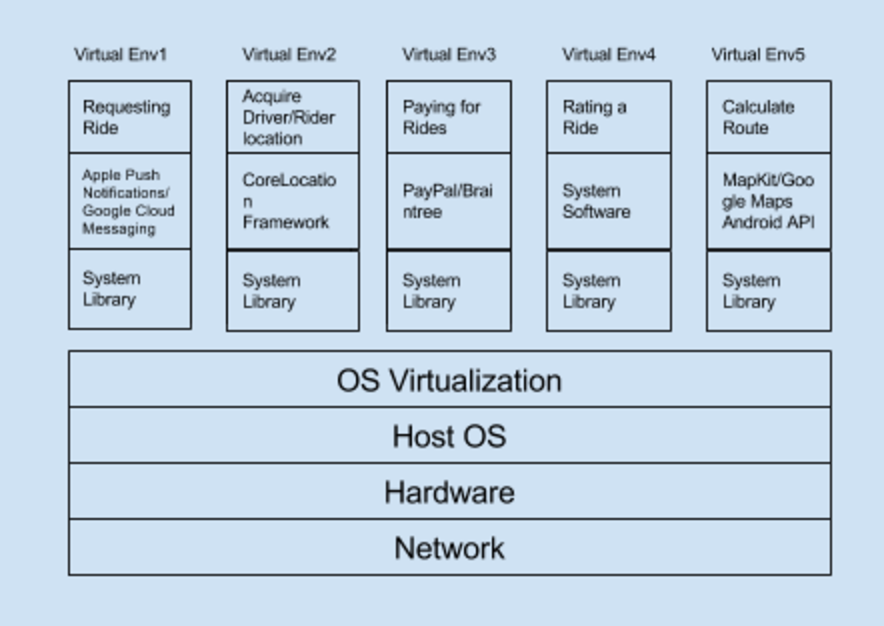 Virtual Env1
Virtual Env2
Virtual Env3
Virtual Env4
Virtual Env5
Requesting
Ride
Acquire
Driver/Rider
location
Paying for
Rides
Rating a
Ride
Calculate
Route
Apple Push
Notifications/
Google Cloud
Messaging
CoreLocatio
n
Framework
PayPal/Brai
ntree
System
Software
MapKit/Goo
gle Maps
Android API
System
Library
System
Library
System
Library
System
Library
System
Library
OS Virtualization
Host OS
Hardware
Network